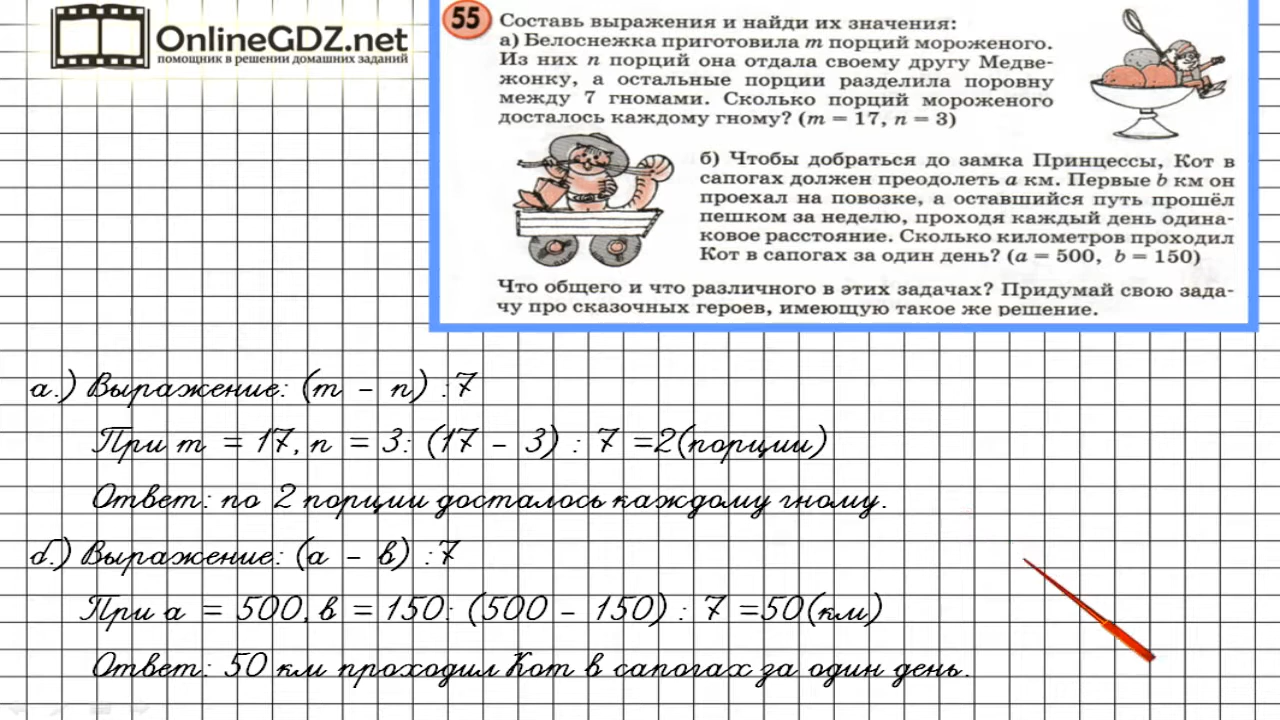 OnlineGDZ.net
помощник в решении домашних заданий
55 Составь выражения и найди их значения:
а) Белоснежка приготовила m порций мороженого.
Из них n порций она отдала своему другу Медве-
жонку, а остальные порции разделила поровну
между 7 гномами. Сколько порций мороженого
досталось каждому гному? (m = 17, n = 3)
б) Чтобы добраться до замка Принцессы, Кот в
сапогах должен преодолеть a км. Первые b км он
проехал на повозке, а оставшийся путь прошёл
пешком за неделю, проходя каждый день одина-
ковое расстояние. Сколько километров проходил
Кот в сапогах за один день? (a = 500, b = 150)
Что общего и что различного в этих задачах? Придумай свою зада-
чу про сказочных героев, имеющую такое же решение.
а.) Выражение: (m - n) :7
При m = 17, n = 3: (17 - 3) : 7 =2(порции)
Ответ: по 2 порции досталось каждому гному.
б.) Выражение: (а - в) :7
При а = 500, в = 150: (500 - 150) : 7 =50(км)
Ответ: 50 км проходил Кот в сапогах за один день.